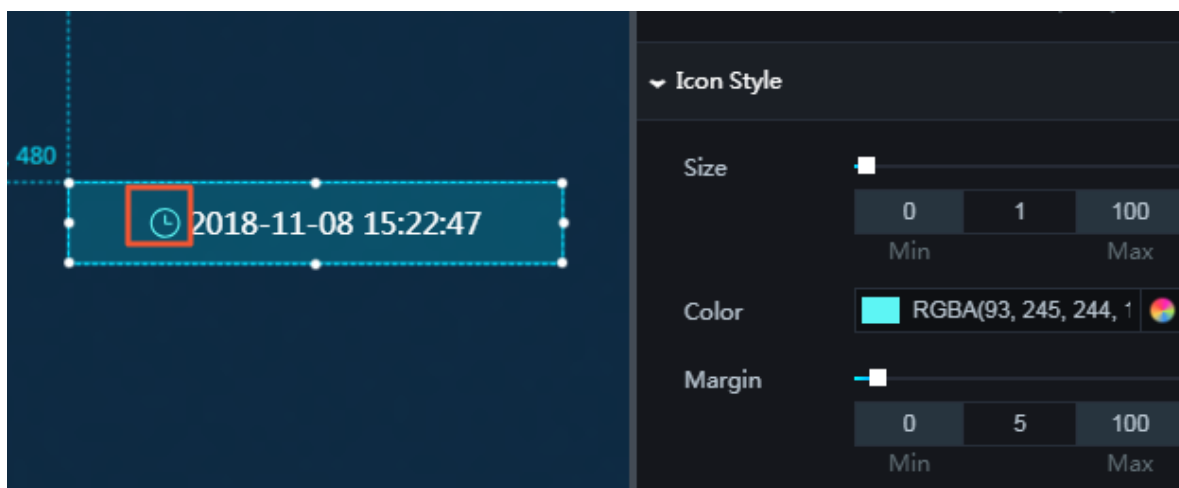 480
2018-11-08 15:22:47
Icon Style
Size
0 1 100
Min Max
Color RGBA(93, 245, 244, 1
Margin
0 5 100
Min Max